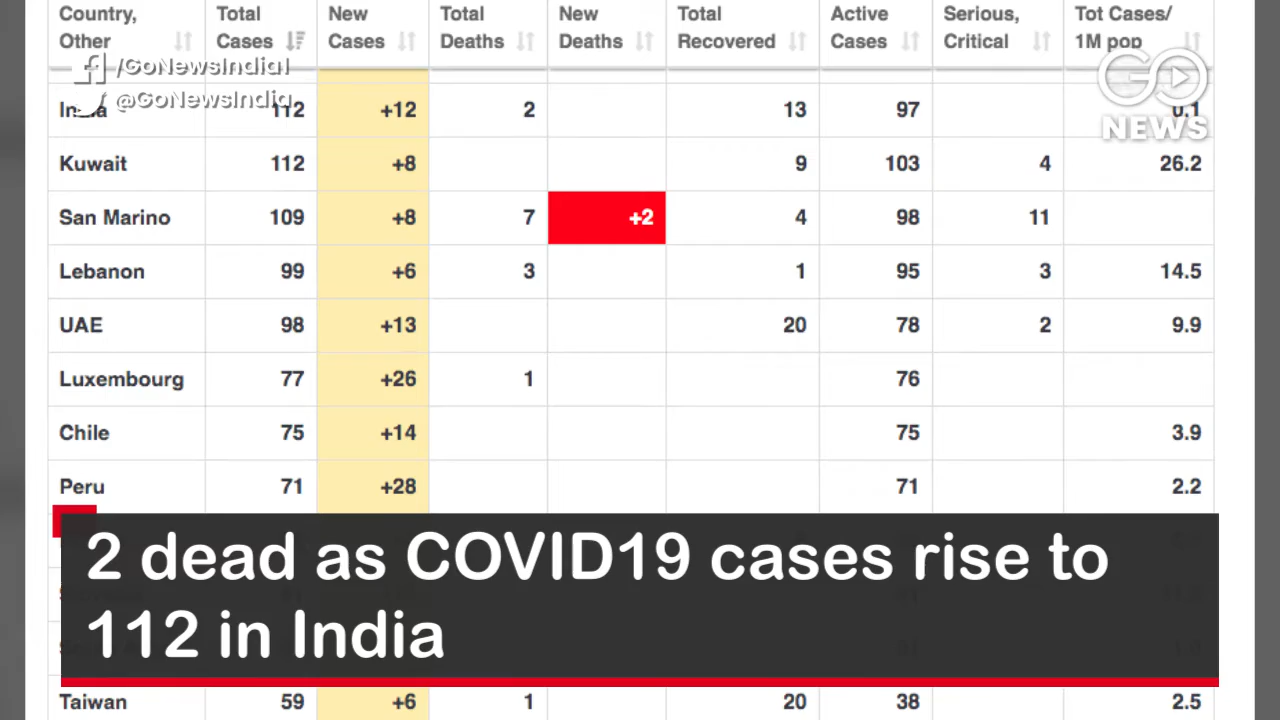 Country, Other Total Cases New Cases Total Deaths New Deaths Total Recovered Active Cases Serious, Critical Tot Cases/ 1M pop
/GoNewsIndia1
@GoNewsIndia
GO
NEWS
India 112 +12 2 13 97 0.1
Kuwait 112 +8 9 103 4 26.2
San Marino 109 +8 7 +2 4 98 11
Lebanon 99 +6 3 1 95 3 14.5
UAE 98 +13 20 78 2 9.9
Luxembourg 77 +26 1 76
Chile 75 +14 75 3.9
Peru 71 +28 71 2.2
2 dead as COVID19 cases rise to
112 in India
Taiwan 59 +6 1 20 38 2.5